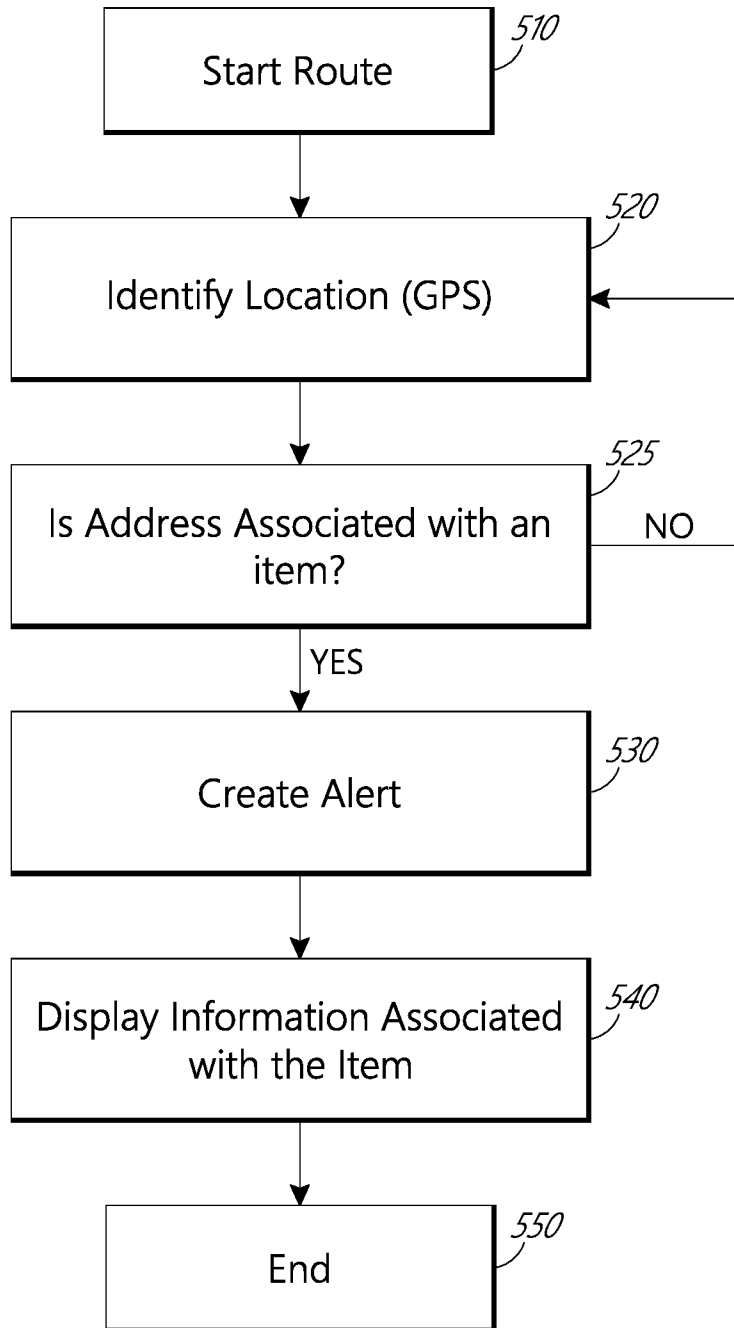 510
Start Route
520
Identify Location (GPS)
525
Is Address Associated with an
item?
NO
YES
530
Create Alert
540
Display Information Associated
with the Item
550
End